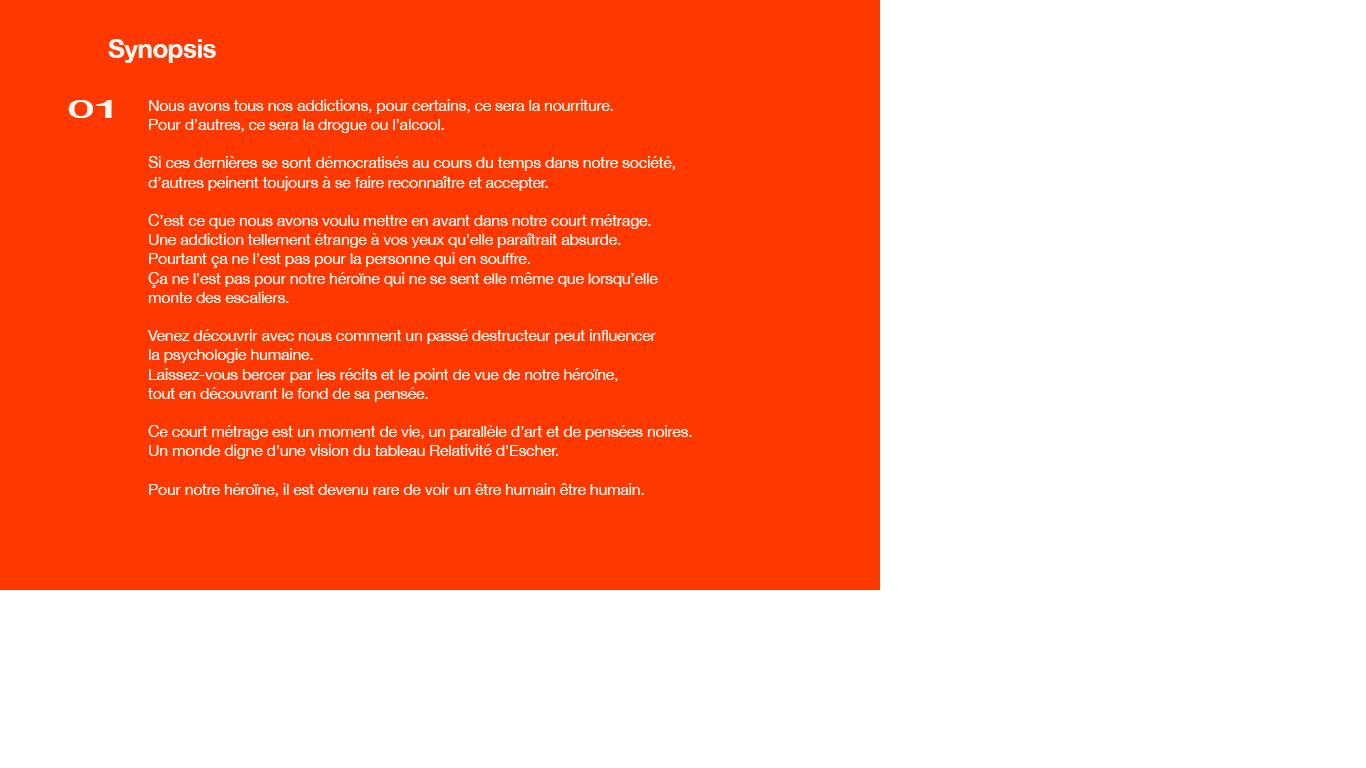 Synopsis
01
Nous avons tous nos addictions, pour certains, ce sera la nourriture.
Pour d’autres, ce sera la drogue ou l’alcool.
Si ces dernières se sont démocratisés au cours du temps dans notre société,
d’autres peinent toujours à se faire reconnaître et accepter.
C’est ce que nous avons voulu mettre en avant dans notre court métrage.
Une addiction tellement étrange à vos yeux qu’elle paraîtrait absurde.
Pourtant ça ne l’est pas pour la personne qui en souffre.
Ça ne l’est pas pour notre héroïne qui ne se sent elle même que lorsqu’elle
monte des escaliers.
Venez découvrir avec nous comment un passé destructeur peut influencer
la psychologie humaine.
Laissez-vous bercer par les récits et le point de vue de notre héroïne,
tout en découvrant le fond de sa pensée.
Ce court métrage est un moment de vie, un parallèle d’art et de pensées noires.
Un monde digne d’une vision du tableau Relativité d’Escher.
Pour notre héroïne, il est devenu rare de voir un être humain être humain.